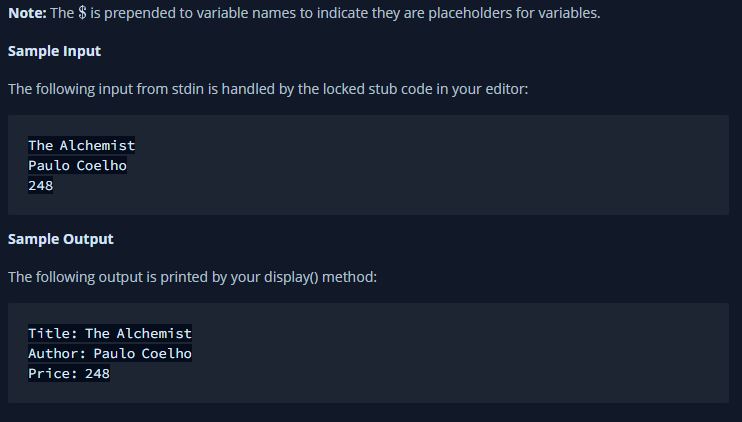 Note: The $ is prepended to variable names to indicate they are placeholders for variables.
Sample Input
The following input from stdin is handled by the locked stub code in your editor:
The Alchemist
Paulo Coelho
248
Sample Output
The following output is printed by your display() method:
Title: The Alchemist
Author: Paulo Coelho
Price: 248